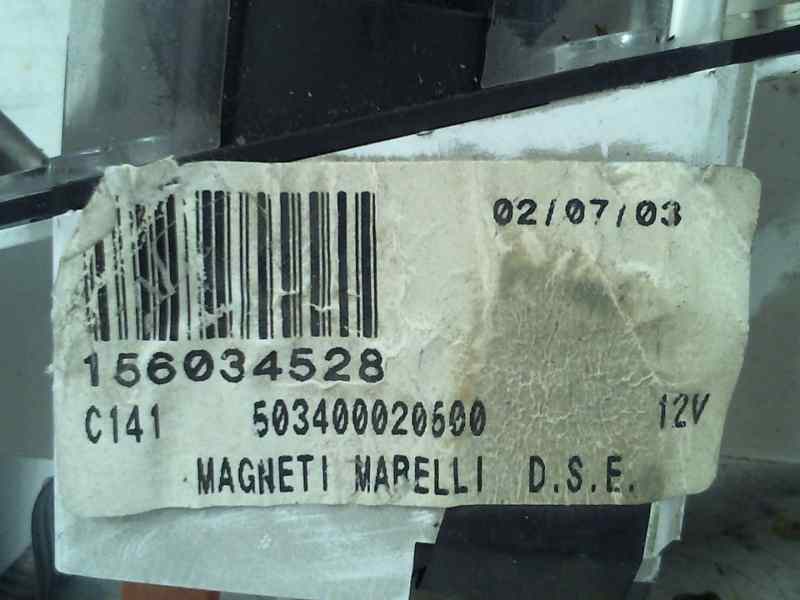 02/07/03
156034528
C141 503400020600 12V
MAGNETI MARELLI D.S.E.